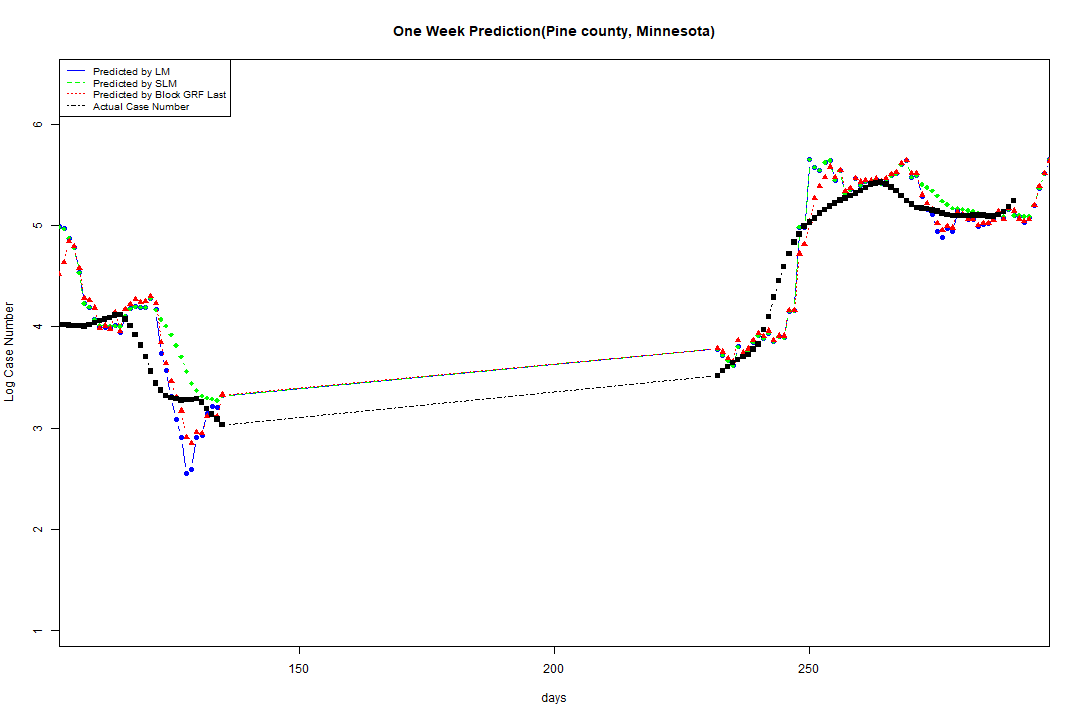 One Week Prediction(Pine county, Minnesota)
Predicted by LM
Predicted by SLM
Predicted by Block GRF Last
Actual Case Number
6
5
4
3
2
1
Log Case Number
150 200 250
days